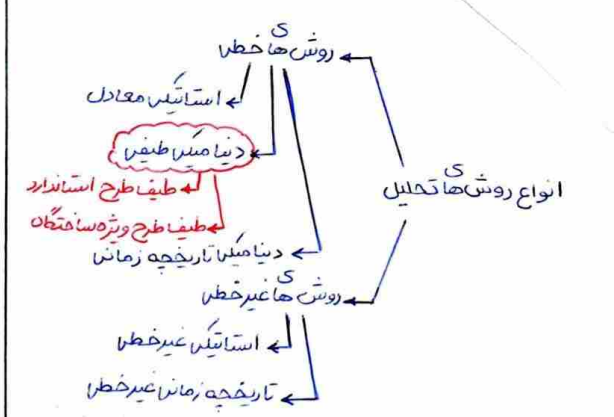 روش های خطی
استاتیکی معادل
دینامیکی طیفی
طیف طرح استاندارد
طیف طرح ویژه ساختگاه
انواع روش های تحلیل
دینامیکی تاریخچه زمانی
روش های غیرخطی
استاتیکی غیرخطی
تاریخچه زمانی غیرخطی